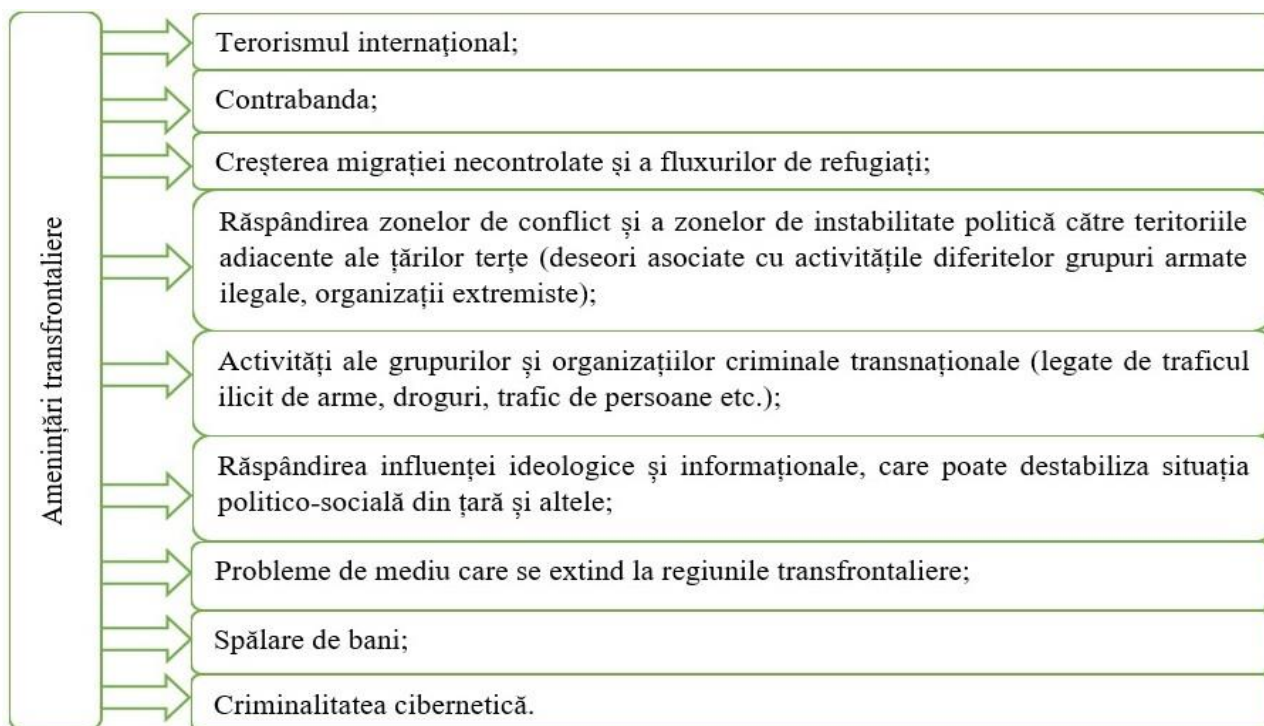 Amenințări transfrontaliere
Terorismul internaţional;
Contrabanda;
Creșterea migrației necontrolate și a fluxurilor de refugiați;
Răspândirea zonelor de conflict și a zonelor de instabilitate politică către teritoriile
adiacente ale țărilor terțe (deseori asociate cu activitățile diferitelor grupuri armate
ilegale, organizații extremiste);
Activități ale grupurilor și organizațiilor criminale transnaționale (legate de traficul
ilicit de arme, droguri, trafic de persoane etc.);
Răspândirea influenței ideologice și informaționale, care poate destabiliza situația
politico-socială din țară și altele;
Probleme de mediu care se extind la regiunile transfrontaliere;
Spălare de bani;
Criminalitatea cibernetică.